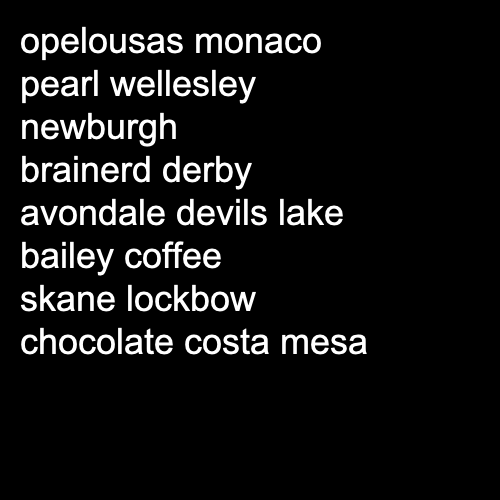 opelousas monaco
pearl wellesley
newburgh
brainerd derby
avondale devils lake
bailey coffee
skane lockbow
chocolate costa mesa